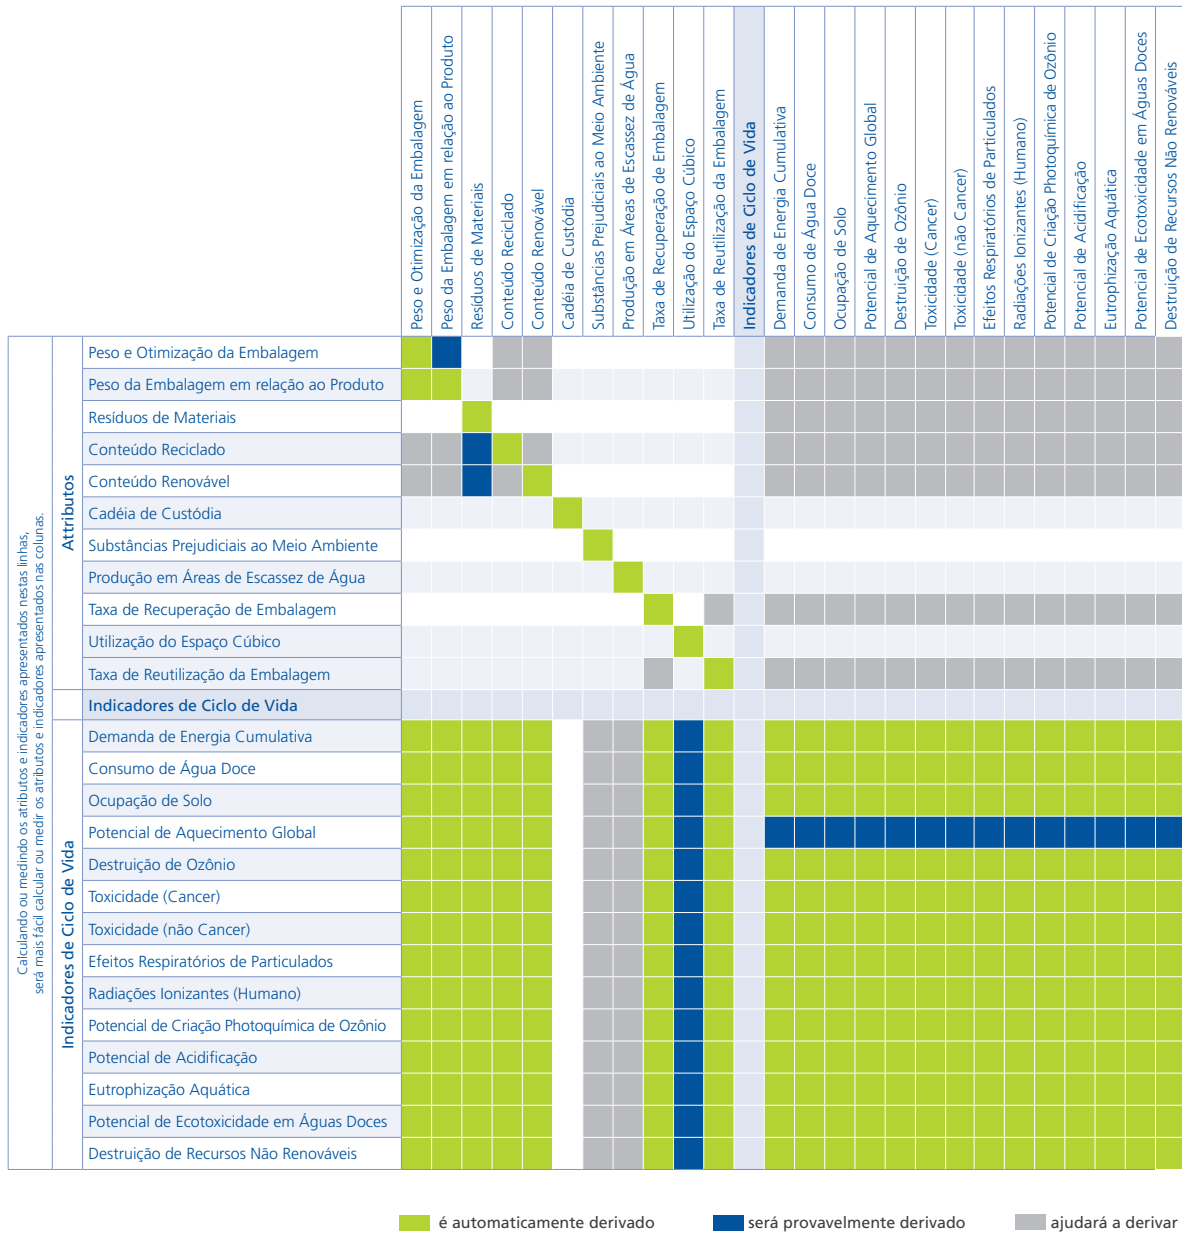 Peso e Otimização da Embalagem
Peso da Embalagem em relação ao Produto
Resíduos de Materiais
Conteúdo Reciclado
Conteúdo Renovável
Cadéia de Custódia
Substâncias Prejudiciais ao Meio Ambiente
Produção em Áreas de Escassez de Água
Taxa de Recuperação de Embalagem
Utilização do Espaço Cúbico
Taxa de Reutilização da Embalagem
Indicadores de Ciclo de Vida
Demanda de Energia Cumulativa
Consumo de Água Doce
Ocupação de Solo
Potencial de Aquecimento Global
Destruição de Ozônio
Toxicidade (Cancer)
Toxicidade (não Cancer)
Efeitos Respiratórios de Particulados
Radiações Ionizantes (Humano)
Potencial de Criação Photoquímica de Ozônio
Potencial de Acidificação
Eutrophização Aquática
Potencial de Ecotoxicidade em Águas Doces
Destruição de Recursos Não Renováveis
Calculando ou medindo os atributos e indicadores apresentados nestas linhas,
será mais fácil calcular ou medir os atributos e indicadores apresentados nas colunas.
Attributos
Peso e Otimização da Embalagem
Peso da Embalagem em relação ao Produto
Resíduos de Materiais
Conteúdo Reciclado
Conteúdo Renovável
Cadéia de Custódia
Substâncias Prejudiciais ao Meio Ambiente
Produção em Áreas de Escassez de Água
Taxa de Recuperação de Embalagem
Utilização do Espaço Cúbico
Taxa de Reutilização da Embalagem
Indicadores de Ciclo de Vida
Indicadores de Ciclo de Vida
Demanda de Energia Cumulativa
Consumo de Água Doce
Ocupação de Solo
Potencial de Aquecimento Global
Destruição de Ozônio
Toxicidade (Cancer)
Toxicidade (não Cancer)
Efeitos Respiratórios de Particulados
Radiações Ionizantes (Humano)
Potencial de Criação Photoquímica de Ozônio
Potencial de Acidificação
Eutrophização Aquática
Potencial de Ecotoxicidade em Águas Doces
Destruição de Recursos Não Renováveis
é automaticamente derivado
será provavelmente derivado
ajudará a derivar